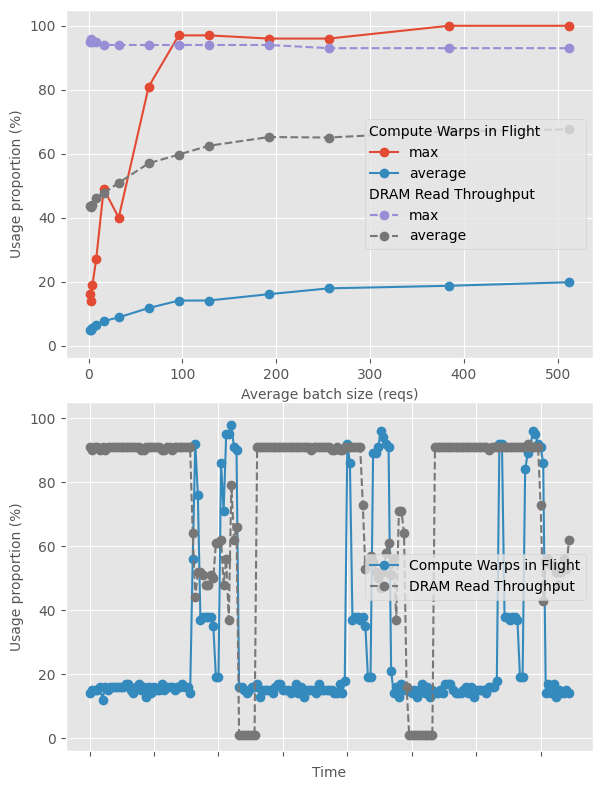 100
80
60
40
20
0
Usage proportion (%)
Compute Warps in Flight
max
average
DRAM Read Throughput
max
average
0 100 200 300 400 500
Average batch size (reqs)
100
80
60
40
20
0
Usage proportion (%)
Compute Warps in Flight
DRAM Read Throughput
Time